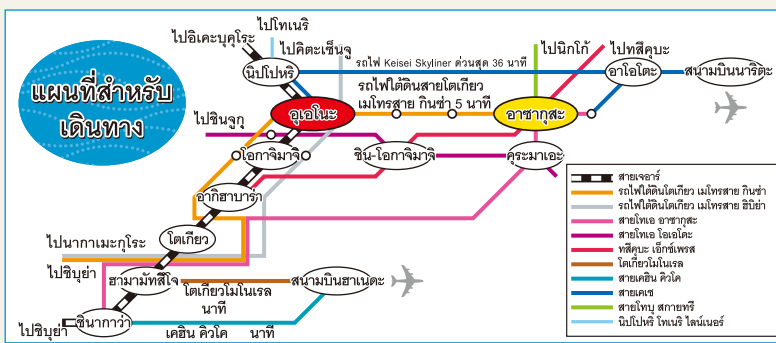 แผนที่สำหรับ
เดินทาง
ไปอิเคะบุคุโระ
ไปโทเนริ
ไปคิตะเซ็นจู
นิปโปหริ
รถไฟ Keisei Skyliner ด่วนสุด 36 นาที
ไปนิกโก้
ไปทสึคุบะ
อาโอโตะ
สนามบินนาริตะ
รถไฟใต้ดินสายโตเกียว
เมโทรสาย กินซ่า 5 นาที
อุเอโนะ
อาซากุสะ
ไปชินจูกุ
โอกาจิมาจิ
ชิน-โอกาจิมาจิ
คุระมาเอะ
อากิฮาบาร่า
โตเกียว
ไปนากาเมะกุโระ
ไปชิบุย่า
ฮามามัทสึโจ
สนามบินฮาเนดะ
โตเกียวโมโนเรล
นาที
ชินากาว่า
ไปชิบุย่า
เคฮิน คิวโค นาที
สายเจอาร์
รถไฟใต้ดินโตเกียว เมโทรสาย กินซ่า
รถไฟใต้ดินโตเกียว เมโทรสาย ฮิบิย่า
สายโทเอ อาซากุสะ
สายโทเอ โอเอโดะ
ทสึคุบะ เอ็กซ์เพรส
โตเกียวโมโนเรล
สายเคฮิน คิวโค
สายเคเซ
สายโทบุ สกายทรี
นิปโปหริ โทเนริ ไลน์เนอร์